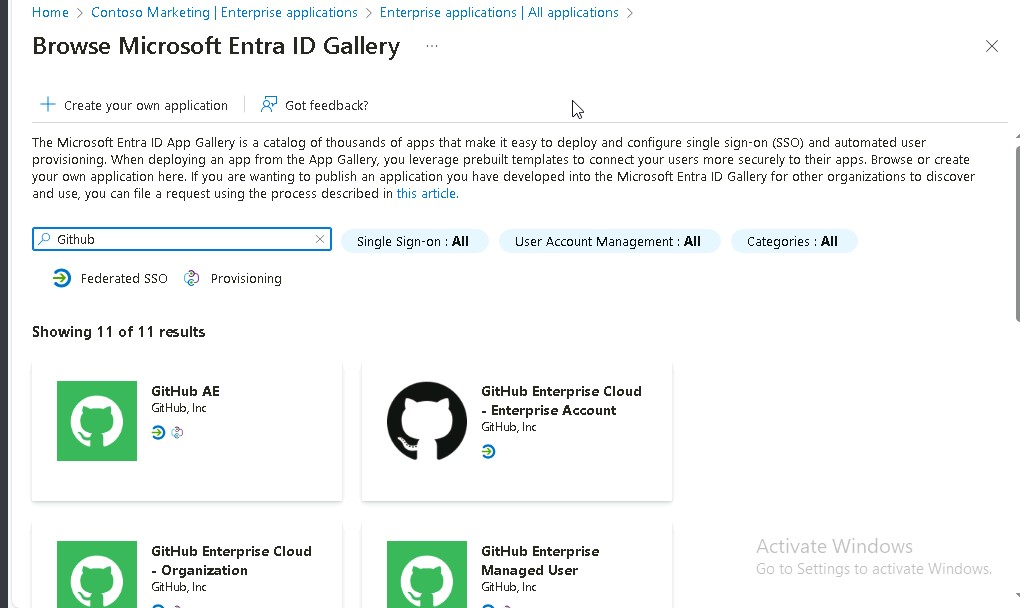 Home > Contoso Marketing | Enterprise applications > Enterprise applications | All applications >
Browse Microsoft Entra ID Gallery ...
Create your own application
Got feedback?
The Microsoft Entra ID App Gallery is a catalog of thousands of apps that make it easy to deploy and configure single sign-on (SSO) and automated user
provisioning. When deploying an app from the App Gallery, you leverage prebuilt templates to connect your users more securely to their apps. Browse or create
your own application here. If you are wanting to publish an application you have developed into the Microsoft Entra ID Gallery for other organizations to discover
and use, you can file a request using the process described in this article.
Github
Single Sign-on : All
User Account Management : All
Categories : All
Federated SSO
Provisioning
Showing 11 of 11 results
GitHub AE
GitHub, Inc
GitHub Enterprise Cloud
- Enterprise Account
GitHub, Inc
GitHub Enterprise Cloud
- Organization
GitHub, Inc
GitHub Enterprise
Managed User
GitHub, Inc
Activate Windows
Go to Settings to activate Windows.